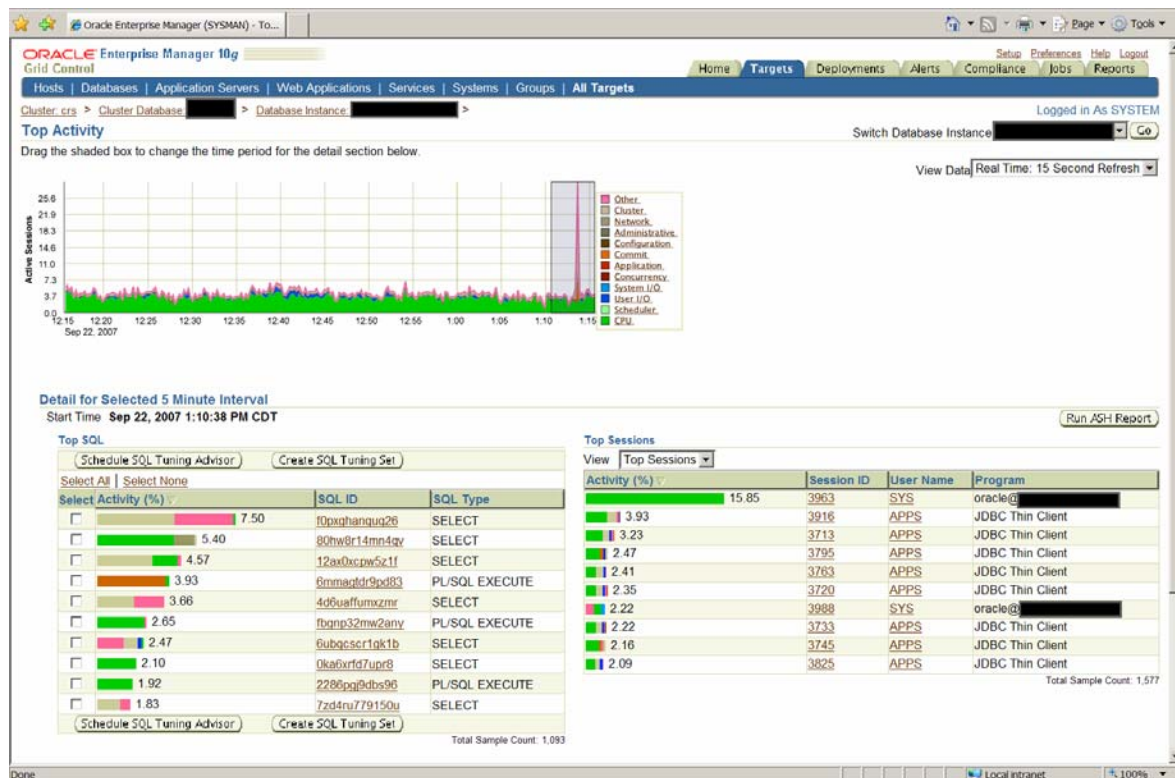 Oracle Enterprise Manager (SYSMAN) - To...
Page Tools
ORACLE Enterprise Manager 10g
Grid Control
Setup Preferences Help Logout
Home Targets Deployments Alerts Compliance Jobs Reports
Hosts | Databases | Application Servers | Web Applications | Services | Systems | Groups | All Targets
Cluster: crs > Cluster Database: > Database Instance: >
Logged in As SYSTEM
Top Activity
Switch Database Instance Go
Drag the shaded box to change the time period for the detail section below.
View Data Real Time: 15 Second Refresh
Active Sessions
25.6
21.9
18.3
14.6
11.0
7.3
3.7
0.0
12:15 12:20 12:25 12:30 12:35 12:40 12:45 12:50 12:55 1:00 1:05 1:10 1:15
Sep 22, 2007
Other
Cluster
Network
Administrative
Configuration
Commit
Application
Concurrency
System I/O
User I/O
Scheduler
CPU
Detail for Selected 5 Minute Interval
Start Time Sep 22, 2007 1:10:38 PM CDT
Run ASH Report
Top SQL
Schedule SQL Tuning Advisor Create SQL Tuning Set
Select All | Select None
Select Activity (%) SQL ID SQL Type
7.50 f0pxghanguq26 SELECT
5.40 80hw8r14mn4qv SELECT
4.57 12ax0xcpw5z1f SELECT
3.93 6mmagtdr9pd83 PL/SQL EXECUTE
3.66 4d6uaffumxzmr SELECT
2.65 fbgnp32mw2any PL/SQL EXECUTE
2.47 6ubqcscr1gk1b SELECT
2.10 0ka6xrfd7upr8 SELECT
1.92 2286pgj9dbs96 PL/SQL EXECUTE
1.83 7zd4ru779150u SELECT
Schedule SQL Tuning Advisor Create SQL Tuning Set
Total Sample Count: 1,093
Top Sessions
View Top Sessions
Activity (%) Session ID User Name Program
15.85 3963 SYS oracle@
3.93 3916 APPS JDBC Thin Client
3.23 3713 APPS JDBC Thin Client
2.47 3795 APPS JDBC Thin Client
2.41 3763 APPS JDBC Thin Client
2.35 3720 APPS JDBC Thin Client
2.22 3988 SYS oracle@
2.22 3733 APPS JDBC Thin Client
2.16 3745 APPS JDBC Thin Client
2.09 3825 APPS JDBC Thin Client
Total Sample Count: 1,577
Done
Local intranet
100%